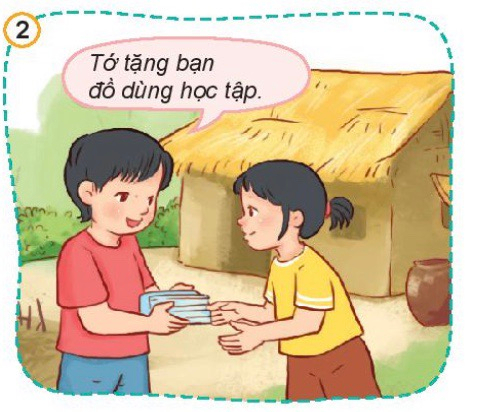 2
Tớ tặng bạn
đồ dùng học tập.